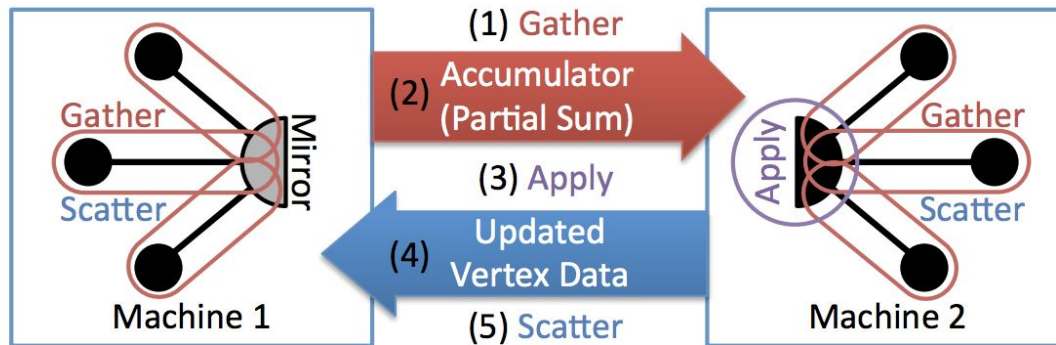 (1) Gather
Gather
Scatter
Mirror
Machine 1
(2) Accumulator
(Partial Sum)
(3) Apply
(4) Updated
Vertex Data
(5) Scatter
Apply
Gather
Scatter
Machine 2